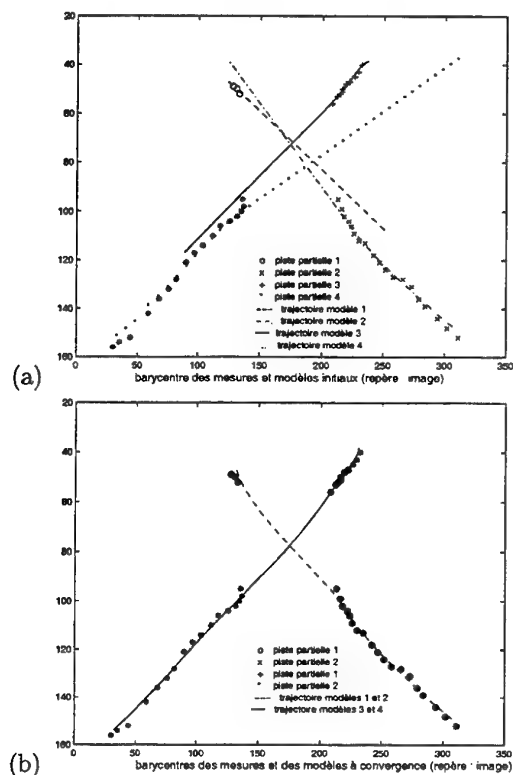 20
40
60
80
100
120
140
160
0 50 100 150 200 250 300 350
piste partielle 1
piste partielle 2
piste partielle 3
piste partielle 4
trajectoire modèle 1
trajectoire modèle 2
trajectoire modèle 3
trajectoire modèle 4
(a)
barycentre des mesures et modèles initiaux (repère image)
20
40
60
80
100
120
140
160
0 50 100 150 200 250 300 350
piste partielle 1
piste partielle 2
piste partielle 1
piste partielle 2
trajectoire modèles 1 et 2
trajectoire modèles 3 et 4
(b)
barycentres des mesures et des modèles à convergence (repère image)